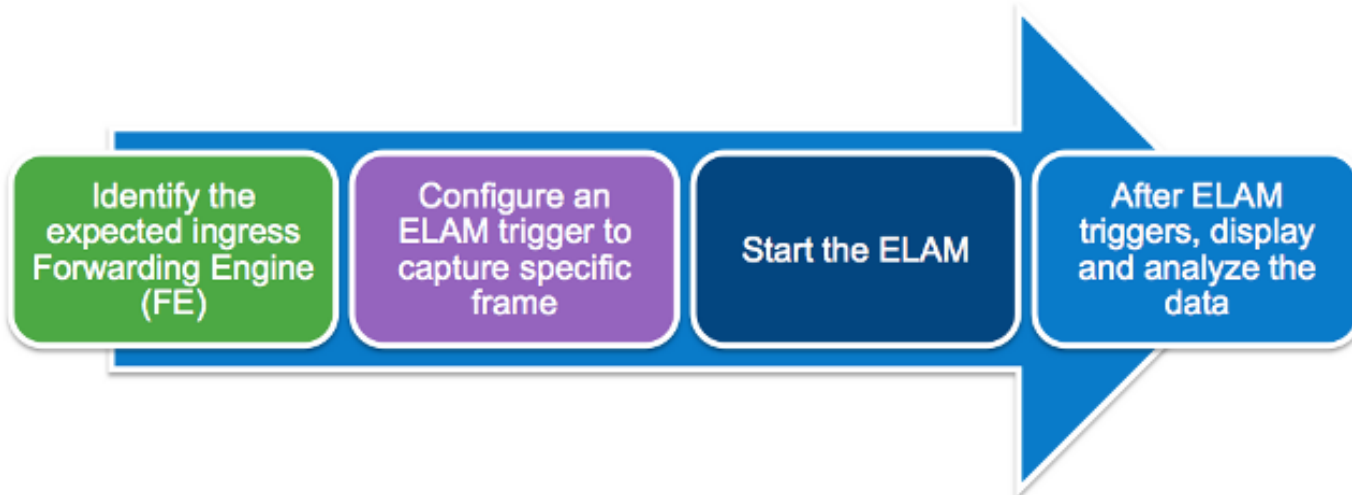 Identify the
expected ingress
Forwarding Engine
(FE)
Configure an
ELAM trigger to
capture specific
frame
Start the ELAM
After ELAM
triggers, display
and analyze the
data